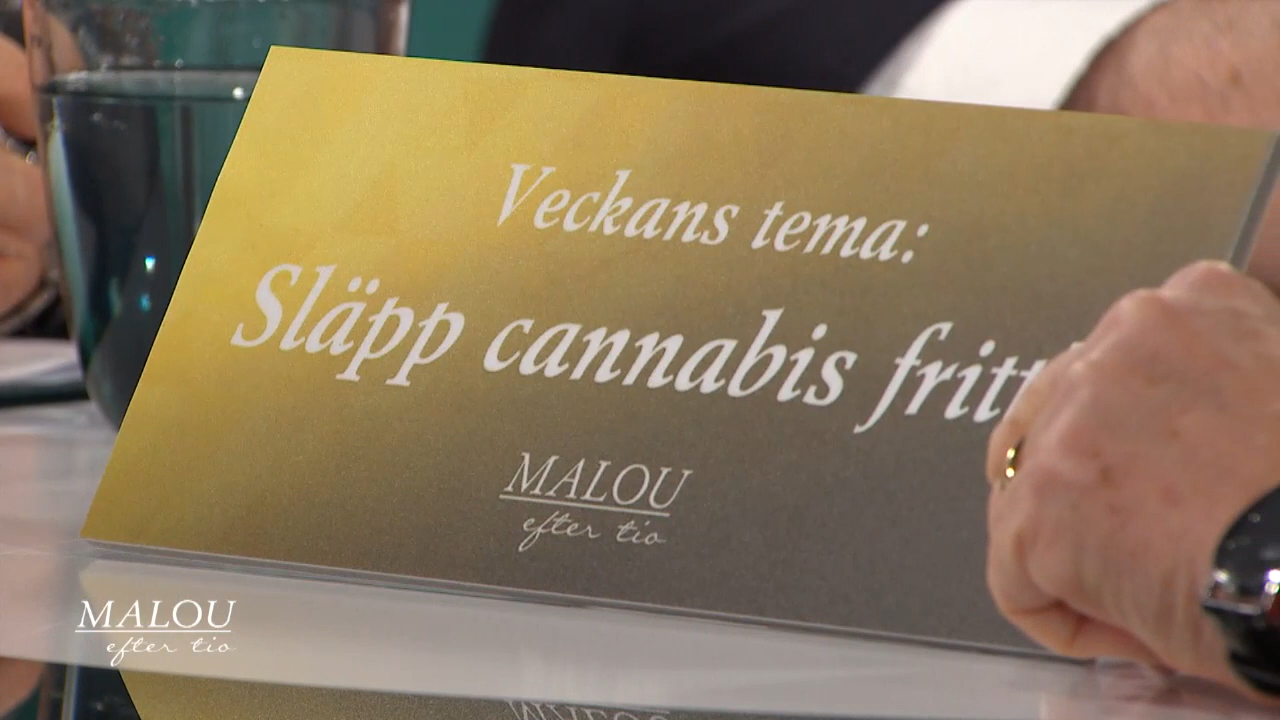 Veckans tema:
Släpp cannabis fritt
MALOU
efter tio
MALOU
efter tio